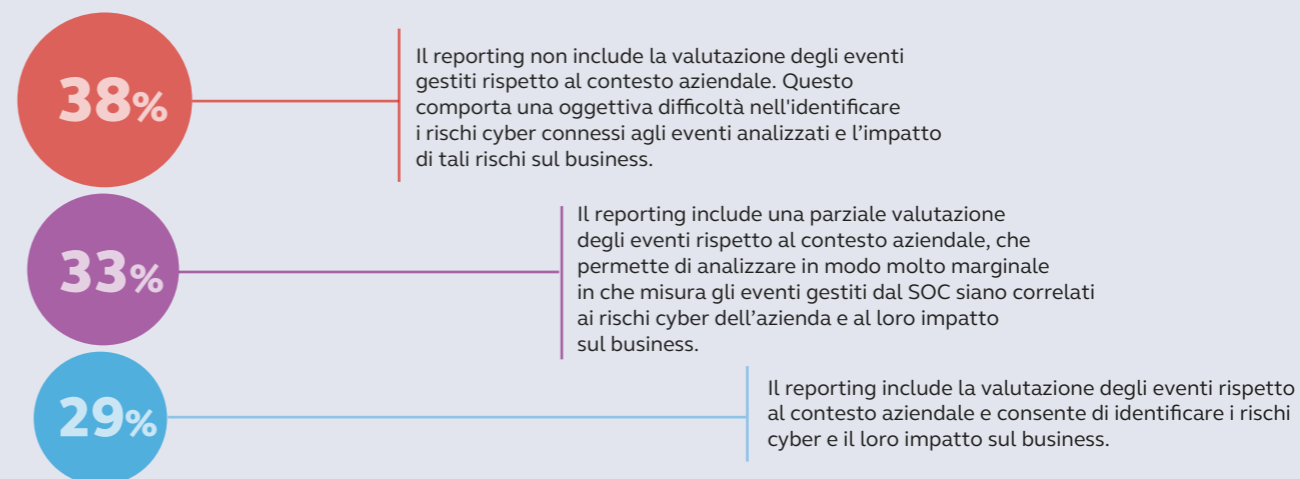 38%
Il reporting non include la valutazione degli eventi
gestiti rispetto al contesto aziendale. Questo
comporta una oggettiva difficoltà nell'identificare
i rischi cyber connessi agli eventi analizzati e l’impatto
di tali rischi sul business.
33%
Il reporting include una parziale valutazione
degli eventi rispetto al contesto aziendale, che
permette di analizzare in modo molto marginale
in che misura gli eventi gestiti dal SOC siano correlati
ai rischi cyber dell’azienda e al loro impatto
sul business.
29%
Il reporting include la valutazione degli eventi rispetto
al contesto aziendale e consente di identificare i rischi
cyber e il loro impatto sul business.